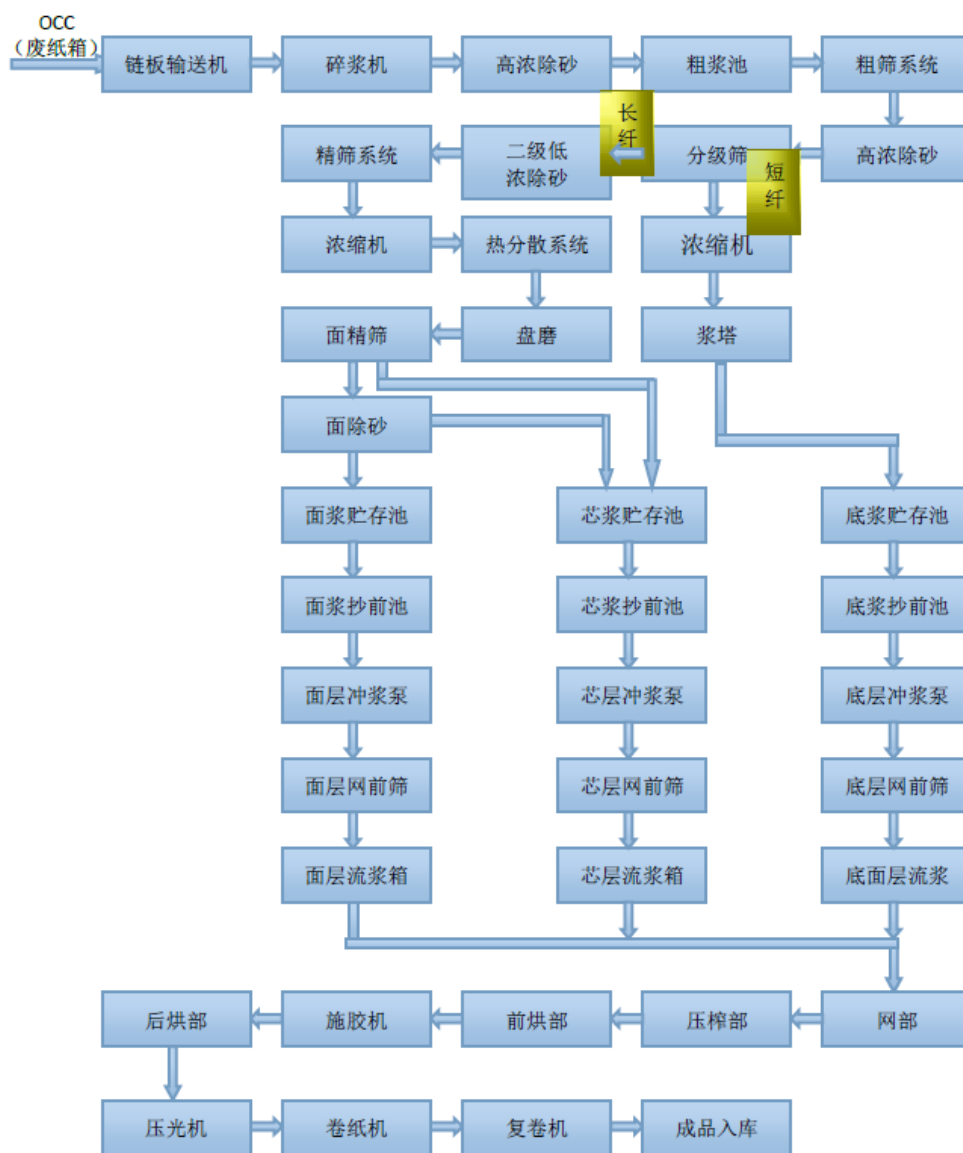 OCC
（废纸箱）
链板输送机
碎浆机
高浓除砂
粗浆池
粗筛系统
长
纤
精筛系统
二级低
浓除砂
分级筛
短
纤
高浓除砂
浓缩机
热分散系统
浓缩机
面精筛
盘磨
浆塔
面除砂
面浆贮存池
芯浆贮存池
底浆贮存池
面浆抄前池
芯浆抄前池
底浆抄前池
面层冲浆泵
芯层冲浆泵
底层冲浆泵
面层网前筛
芯层网前筛
底层网前筛
面层流浆箱
芯层流浆箱
底面层流浆
后烘部
施胶机
前烘部
压榨部
网部
压光机
卷纸机
复卷机
成品入库